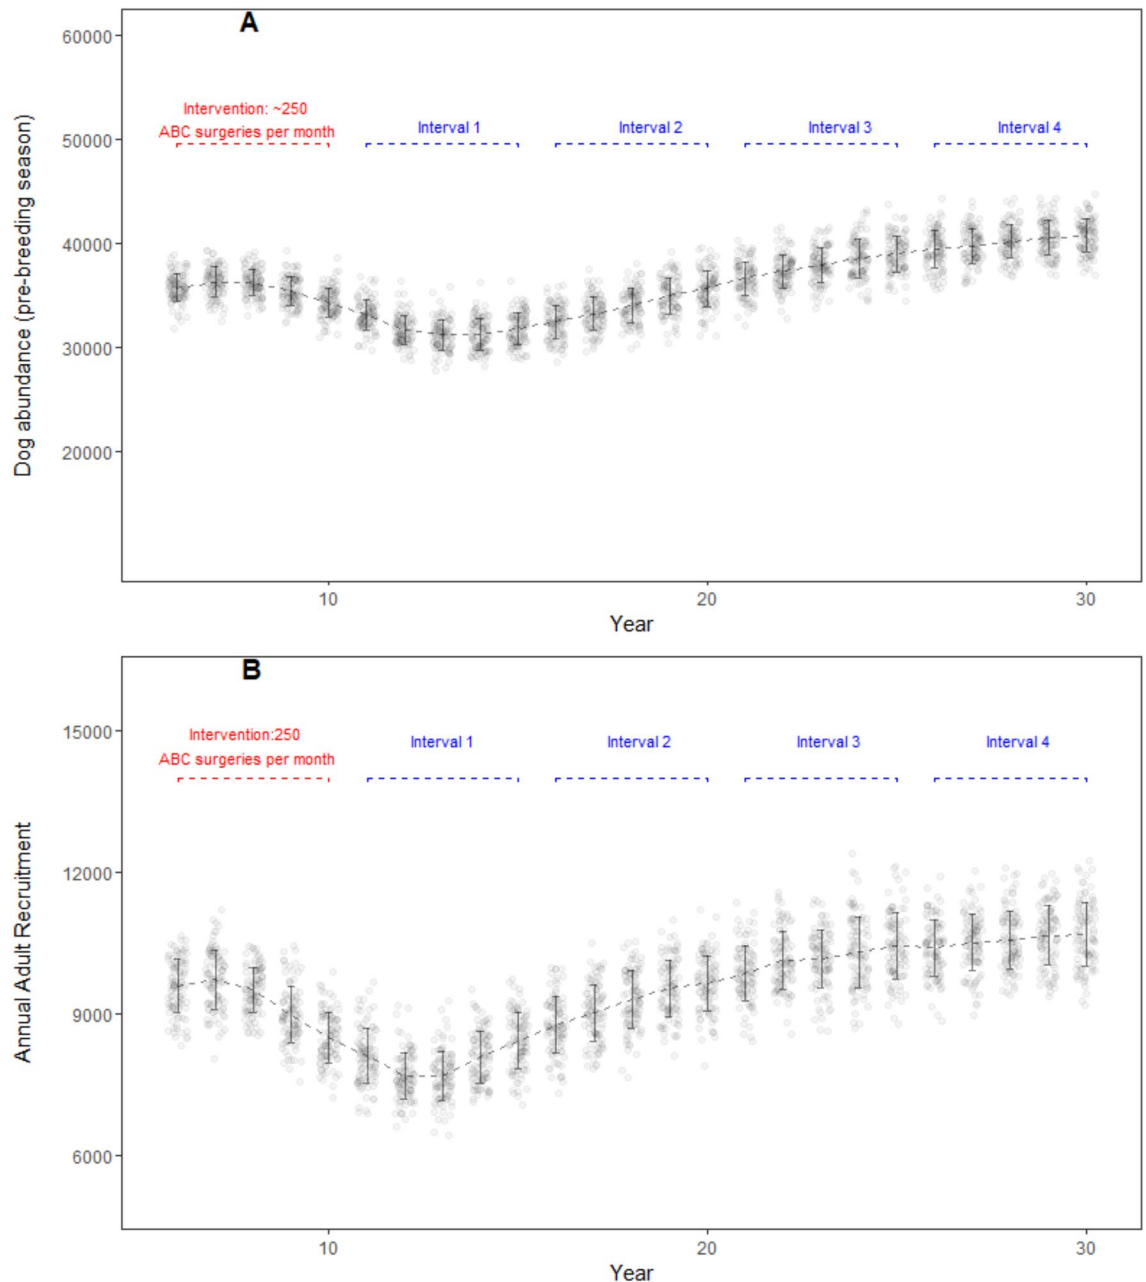 A
60000
Intervention: ~250
ABC surgeries per month
Interval 1
Interval 2
Interval 3
Interval 4
50000
40000
30000
20000
Dog abundance (pre-breeding season)
10
20
30
Year
B
15000
Intervention:250
ABC surgeries per month
Interval 1
Interval 2
Interval 3
Interval 4
12000
9000
6000
Annual Adult Recruitment
10
20
30
Year